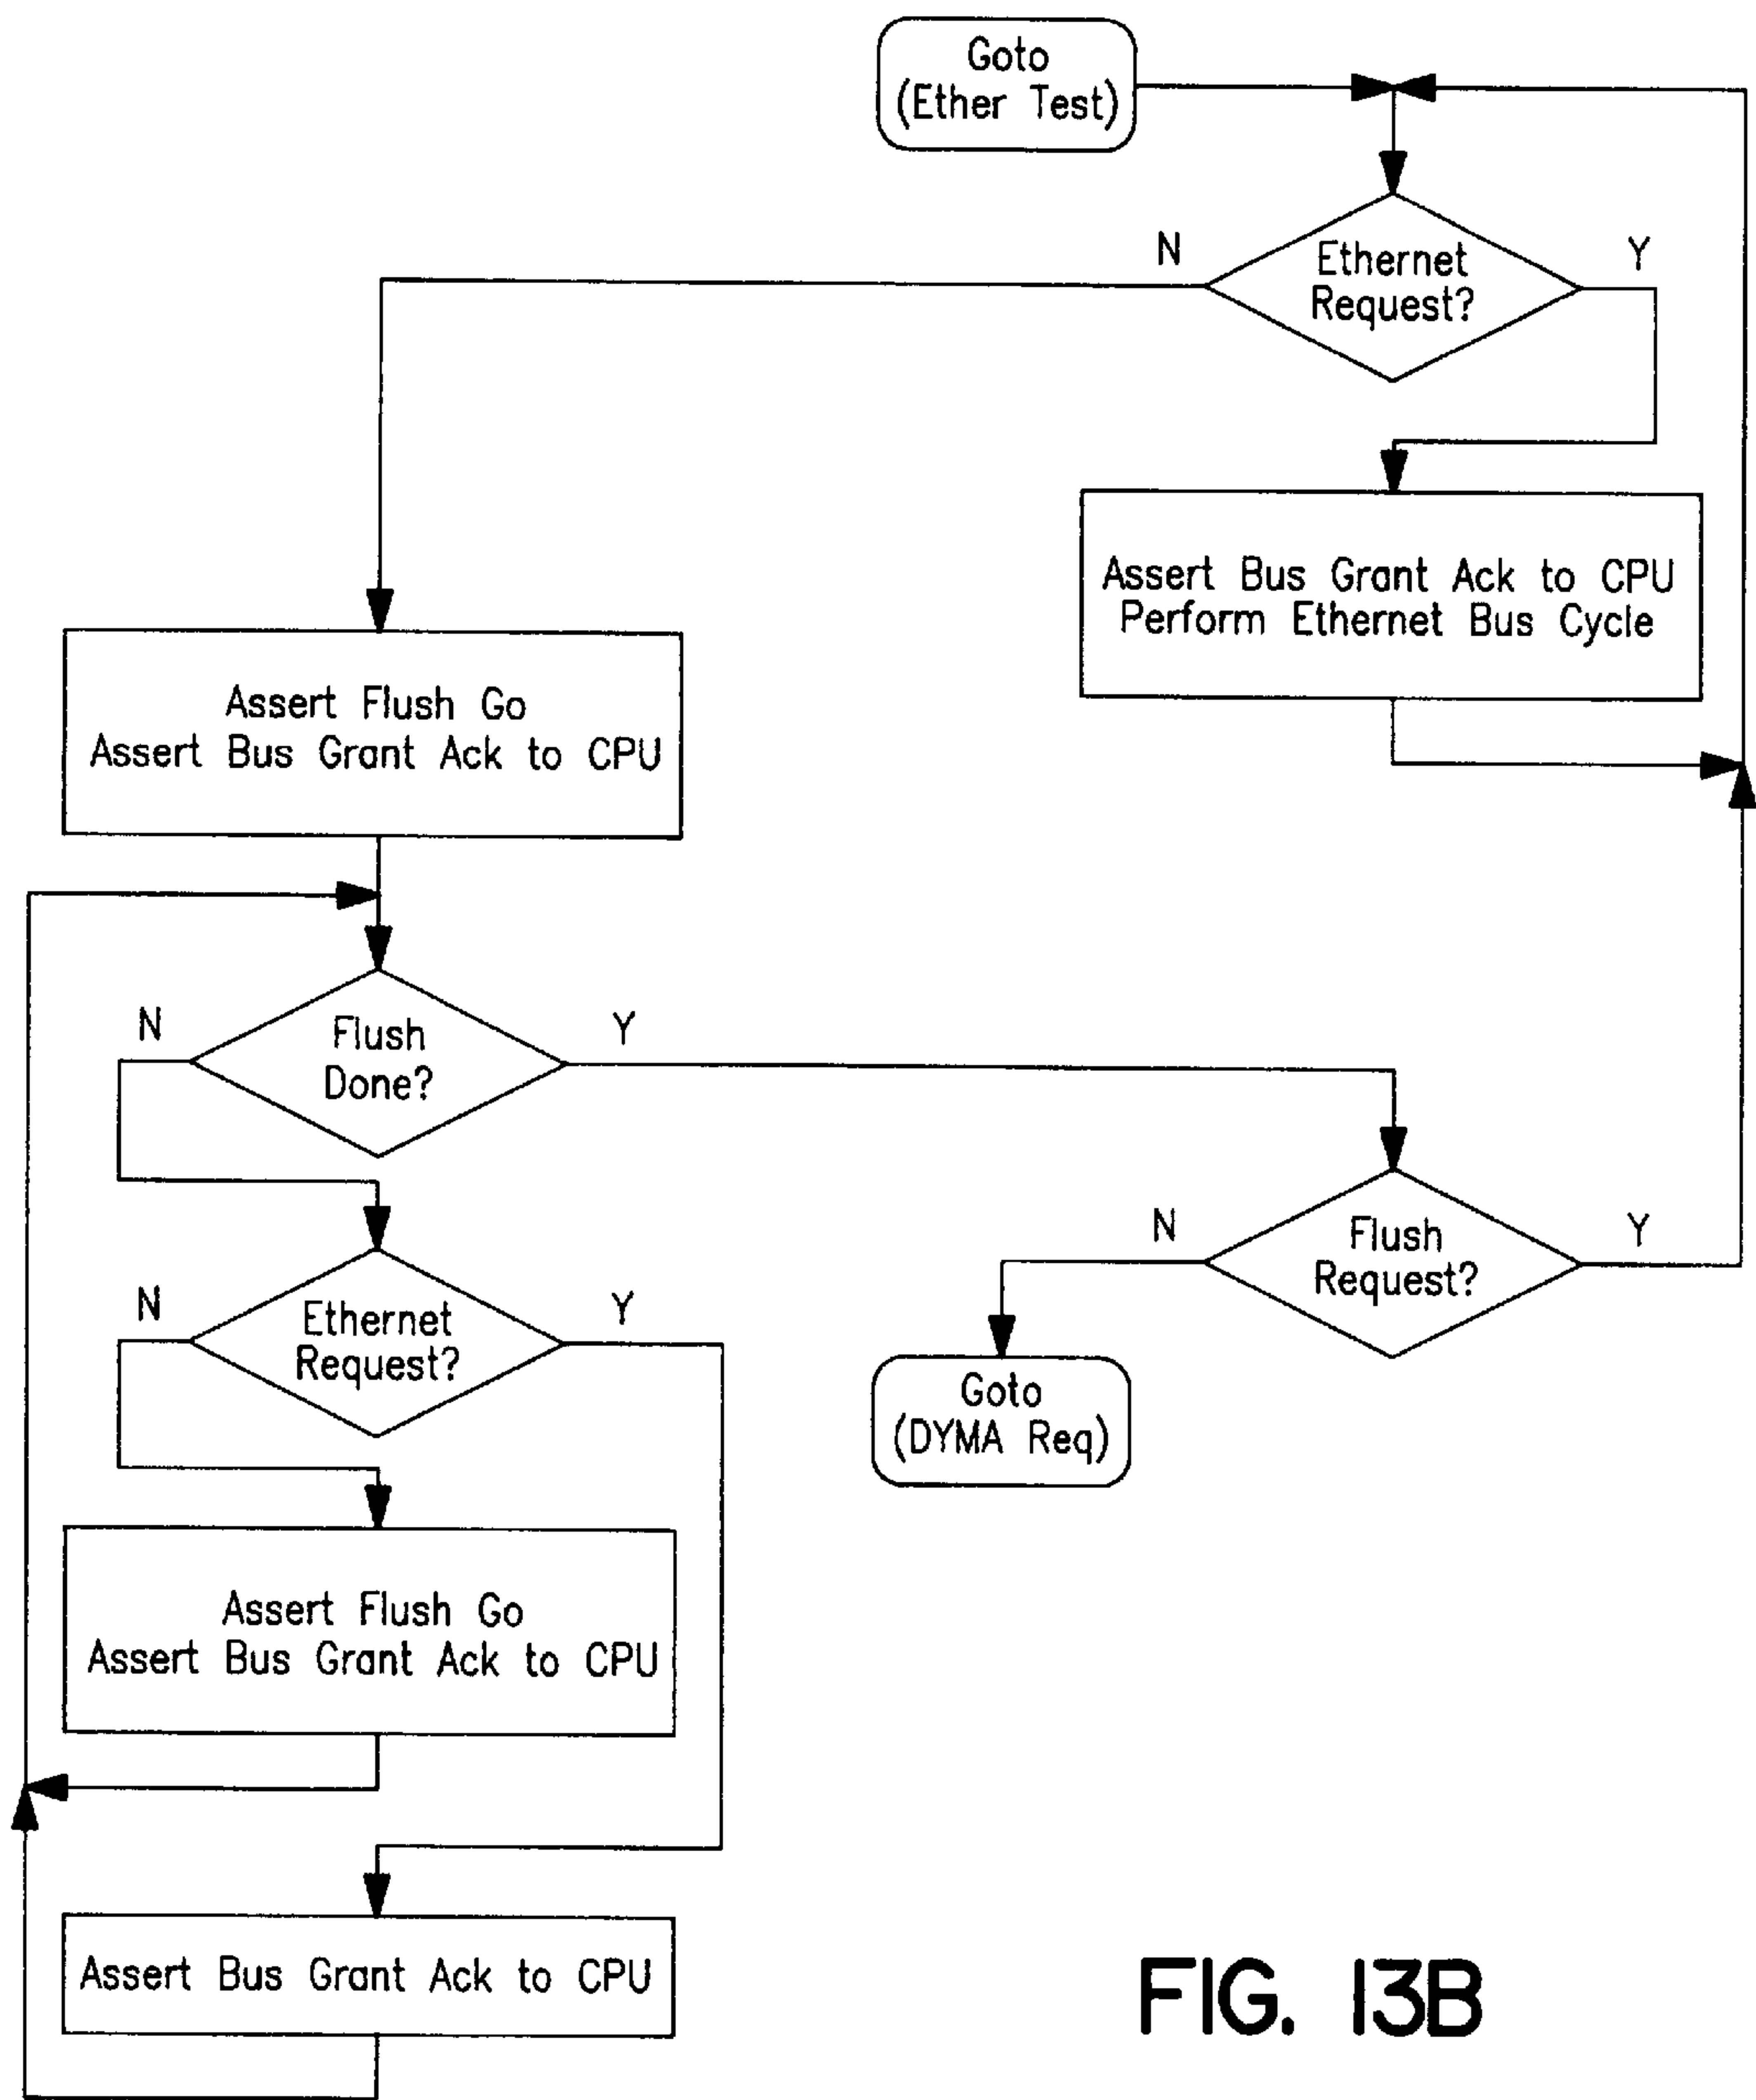 Goto
(Ether Test)
N
Ethernet
Request?
Y
Assert Bus Grant Ack to CPU
Perform Ethernet Bus Cycle
Assert Flush Go
Assert Bus Grant Ack to CPU
N
Flush
Done?
Y
N
Flush
Request?
Y
N
Ethernet
Request?
Y
Goto
(DYMA Req)
Assert Flush Go
Assert Bus Grant Ack to CPU
Assert Bus Grant Ack to CPU
FIG. 13B